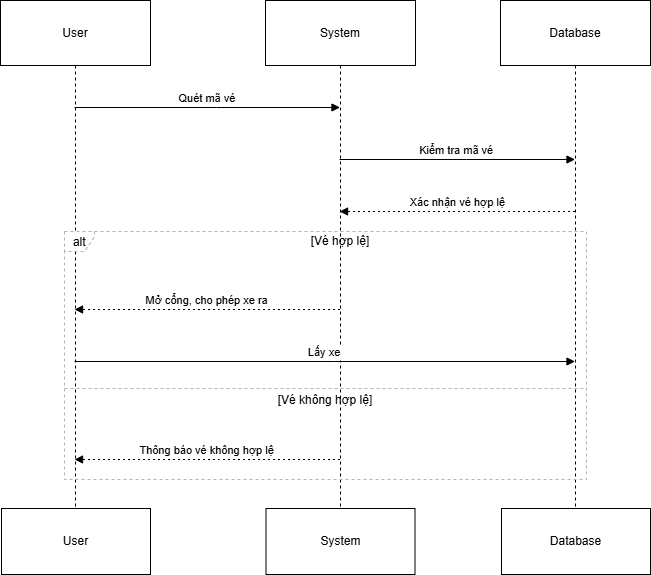 User
System
Database
Quét mã vé
Kiểm tra mã vé
Xác nhận vé hợp lệ
alt
[Vé hợp lệ]
Mở cổng, cho phép xe ra
Lấy xe
[Vé không hợp lệ]
Thông báo vé không hợp lệ
User
System
Database